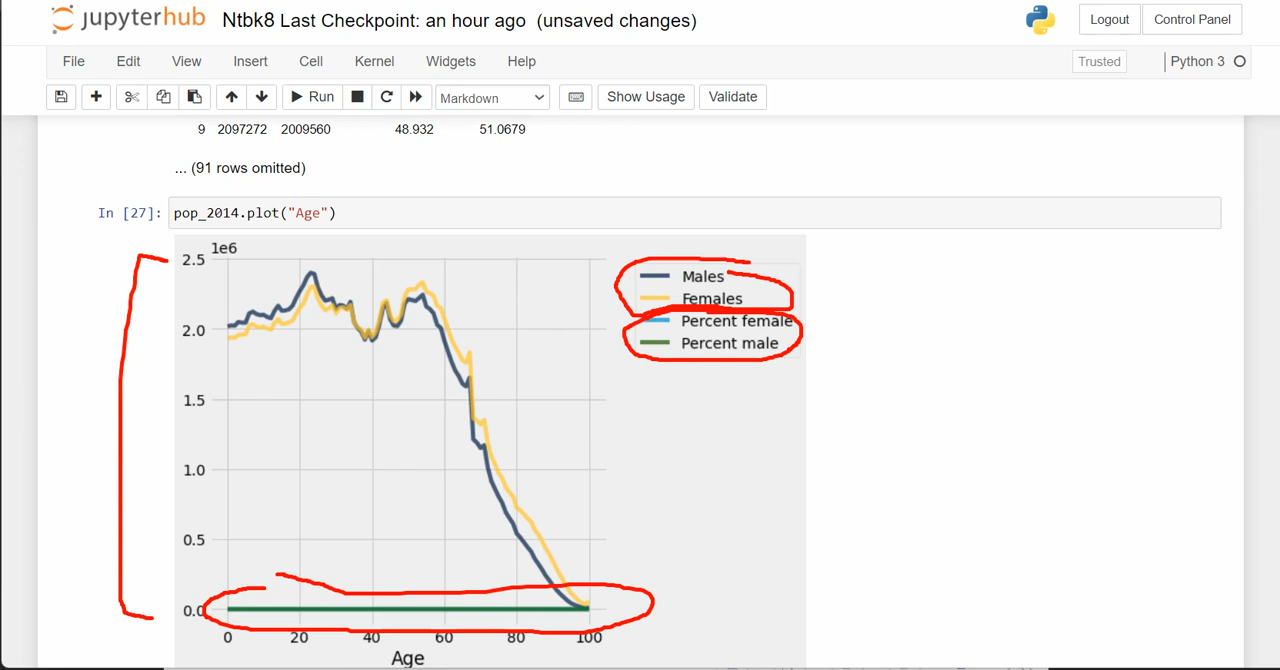 jupyterhub Ntbk8 Last Checkpoint: an hour ago (unsaved changes) Logout Control Panel
File Edit View Insert Cell Kernel Widgets Help Trusted Python 3
Run Markdown Show Usage Validate
9 2097272 2009560 48.932 51.0679
... (91 rows omitted)
In [27]: pop_2014.plot("Age")
1e6
2.5
2.0
1.5
1.0
0.5
0.0
0 20 40 60 80 100
Age
Males
Females
Percent female
Percent male